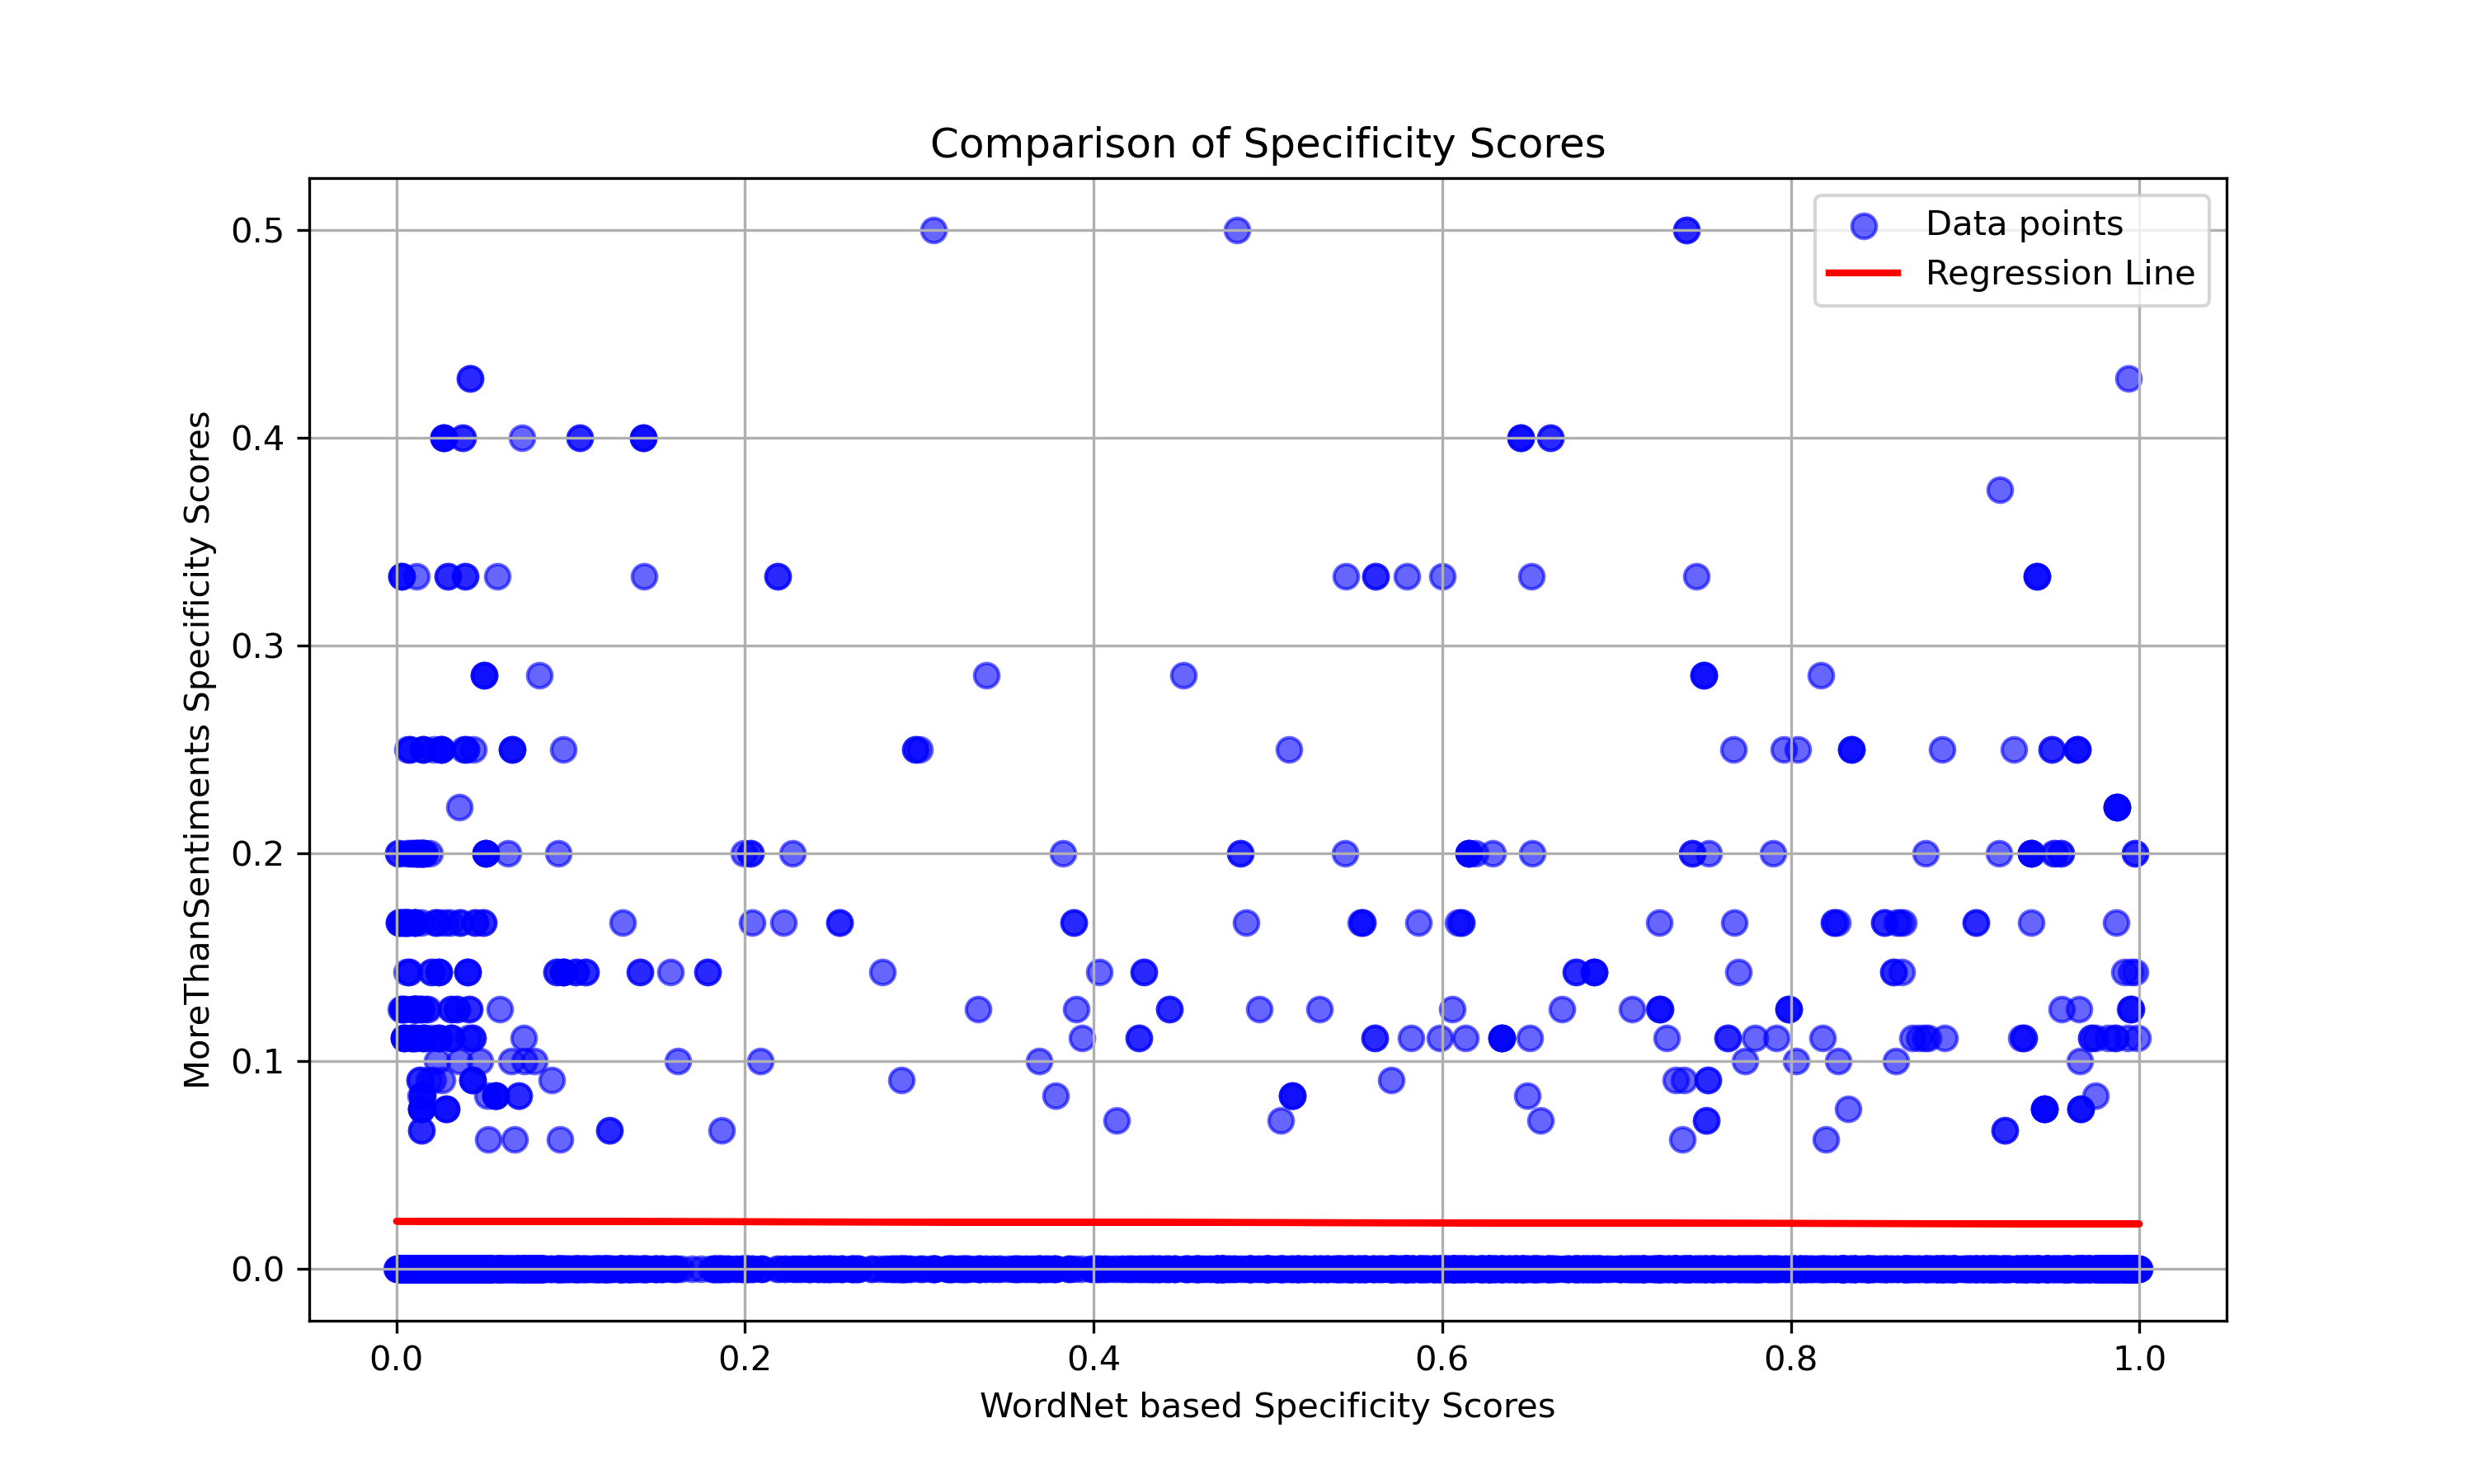 Comparison of Specificity Scores
Data points
Regression Line
MoreThanSentiments Specificity Scores
0.5
0.4
0.3
0.2
0.1
0.0
0.0 0.2 0.4 0.6 0.8 1.0
WordNet based Specificity Scores